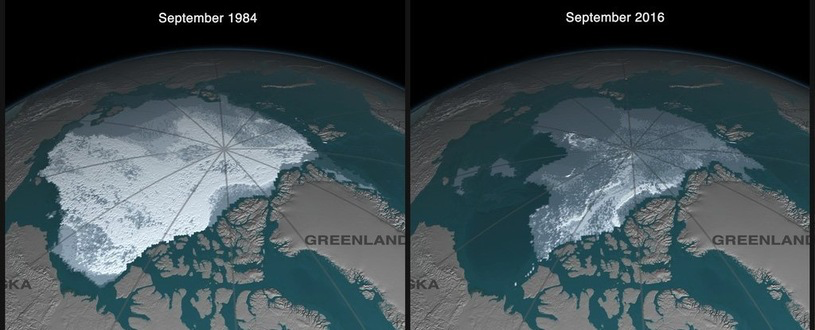 September 1984
September 2016
GREENLAND
GREENLAND
SKA
SKA